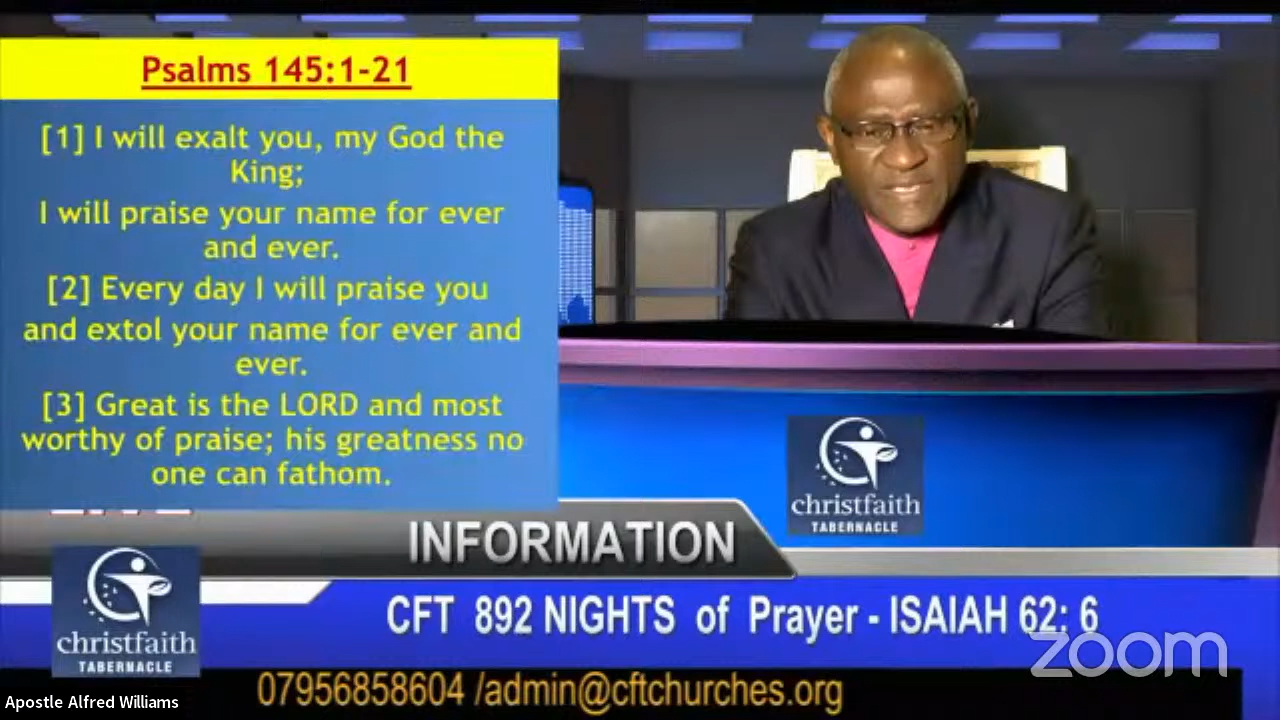 Psalms 145:1-21
[1] I will exalt you, my God the
King;
I will praise your name for ever
and ever.
[2] Every day I will praise you
and extol your name for ever and
ever.
[3] Great is the LORD and most
worthy of praise; his greatness no
one can fathom.
christfaith
TABERNACLE
INFORMATION
christfaith
TABERNACLE
CFT 892 NIGHTS of Prayer - ISAIAH 62: 6
zoom
07956858604 /admin@cftchurches.org
Apostle Alfred Williams